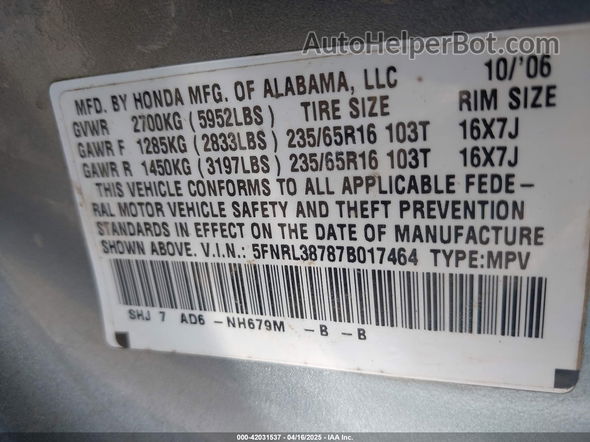 AutoHelperBot.com
MFD. BY HONDA MFG. OF ALABAMA, LLC 10/'06
GVWR 2700KG (5952LBS) TIRE SIZE RIM SIZE
GAWR F 1285KG (2833LBS) 235/65R16 103T 16X7J
GAWR R 1450KG (3197LBS) 235/65R16 103T 16X7J
THIS VEHICLE CONFORMS TO ALL APPLICABLE FEDE-
RAL MOTOR VEHICLE SAFETY AND THEFT PREVENTION
STANDARDS IN EFFECT ON THE DATE OF MANUFACTURE
SHOWN ABOVE. V.I.N.: 5FNRL38787B017464 TYPE:MPV
SHJ 7 AD6 -NH679M -B -B
000-42031537 - 04/16/2025 - IAA Inc.